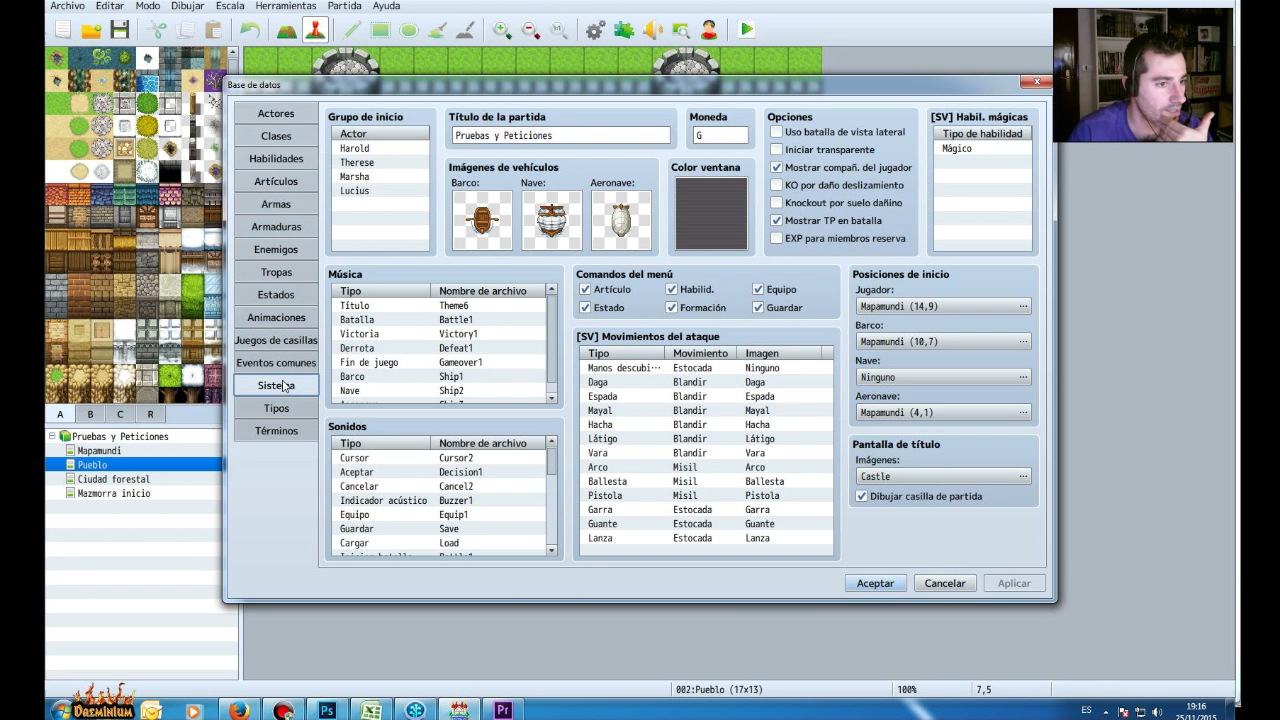 Archivo Editar Modo Dibujar Escala Herramientas Partida Ayuda
Base de datos
Actores
Clases
Habilidades
Artículos
Armas
Armaduras
Enemigos
Tropas
Estados
Animaciones
Juegos de casillas
Eventos comunes
Sistema
Tipos
Términos
Grupo de inicio
Actor
Harold
Therese
Marsha
Lucius
Título de la partida
Pruebas y Peticiones
Moneda
G
Imágenes de vehículos
Barco: Nave: Aeronave:
Color ventana
Opciones
Uso batalla de vista lateral
Iniciar transparente
Mostrar compañ. del jugador
KO por daño deslizamiento
Knockout por suelo dañino
Mostrar TP en batalla
EXP para miembros reserva
[SV] Habil. mágicas
Tipo de habilidad
Mágico
Música
Tipo Nombre de archivo
Título Theme6
Batalla Battle1
Victoria Victory1
Derrota Defeat1
Fin de juego Gameover1
Barco Ship1
Nave Ship2
Sonidos
Tipo Nombre de archivo
Cursor Cursor2
Aceptar Decision1
Cancelar Cancel2
Indicador acústico Buzzer1
Equipo Equip1
Guardar Save
Cargar Load
Comandos del menú
Artículo Habilid. Equipo
Estado Formación Guardar
[SV] Movimientos del ataque
Tipo Movimiento Imagen
Manos descubi··· Estocada Ninguno
Daga Blandir Daga
Espada Blandir Espada
Mayal Blandir Mayal
Hacha Blandir Hacha
Látigo Blandir Látigo
Vara Blandir Vara
Arco Misil Arco
Ballesta Misil Ballesta
Pistola Misil Pistola
Garra Estocada Garra
Guante Estocada Guante
Lanza Estocada Lanza
Posiciones de inicio
Jugador:
Mapamundi (14,9) ···
Barco:
Mapamundi (10,7) ···
Nave:
Ninguno ···
Aeronave:
Mapamundi (4,1) ···
Pantalla de título
Imágenes:
Castle ···
Dibujar casilla de partida
Aceptar Cancelar Aplicar
A B C R
Pruebas y Peticiones
Mapamundi
Pueblo
Ciudad forestal
Mazmorra inicio
002:Pueblo (17x13) 100% 7,5
DaeMinium
Ps
Pr
ES
19:16
25/11/2015